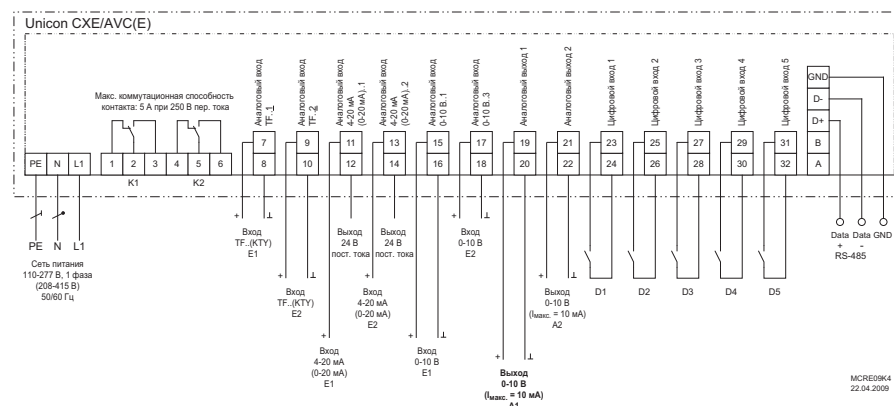 Unicon CXE/AVC(E)
Макс. коммутационная способность
контакта: 5 А при 250 В пер. тока
Аналоговый вход
TF..1
Аналоговый вход
TF..2
Аналоговый вход
4-20 мА
(0-20 мА)..1
Аналоговый вход
4-20 мА
(0-20 мА)..2
Аналоговый вход
0-10 В..1
Аналоговый вход
0-10 В..3
Аналоговый выход 1
Аналоговый выход 2
Цифровой вход 1
Цифровой вход 2
Цифровой вход 3
Цифровой вход 4
Цифровой вход 5
GND
D-
D+
B
A
7 9 11 13 15 17 19 21 23 25 27 29 31
PE N L1 1 2 3 4 5 6 8 10 12 14 16 18 20 22 24 26 28 30 32
K1 K2
PE N L1
Сеть питания
110-277 В, 1 фаза
(208-415 В)
50/60 Гц
+ ⊥
Вход
TF..(KTY)
E1
+ ⊥
Вход
TF..(KTY)
E2
Выход
24 В
пост. тока
+
Вход
4-20 мА
(0-20 мА)
E1
Выход
24 В
пост. тока
+
Вход
4-20 мА
(0-20 мА)
E2
+ ⊥
Вход
0-10 В
E1
+ ⊥
Вход
0-10 В
E2
+ ⊥
Выход
0-10 В
(Iмакс. = 10 мА)
A1
+ ⊥
Выход
0-10 В
(Iмакс. = 10 мА)
A2
D1 D2 D3 D4 D5
Data Data GND
+ -
RS-485
MCRE09K4
22.04.2009